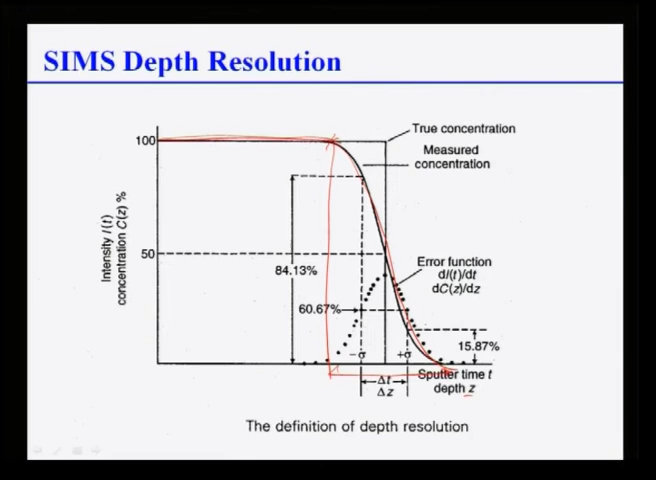 SIMS Depth Resolution
100
True concentration
Measured
concentration
Intensity I(t)
concentration C(z) %
50
84.13%
Error function
dI(t)/dt
dC(z)/dz
60.67%
15.87%
-σ
+σ
Δt
Δz
Sputter time t
depth z
The definition of depth resolution